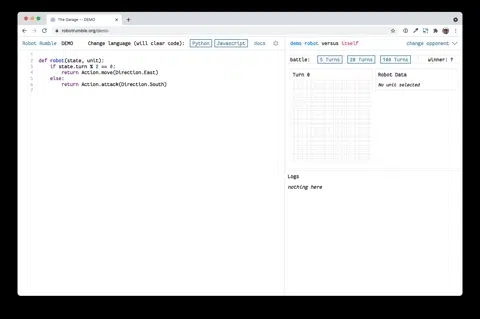 The Garage — DEMO
robotrumble.org/demo
Robot Rumble DEMO Change language (will clear code): Python Javascript docs
demo robot versus itself change opponent
1
2 def robot(state, unit):
3 if state.turn % 2 == 0:
4 return Action.move(Direction.East)
5 else:
6 return Action.attack(Direction.South)
7
battle: 5 Turns 20 Turns 100 Turns winner: ?
Turn 0
Robot Data
No unit selected
Logs
nothing here